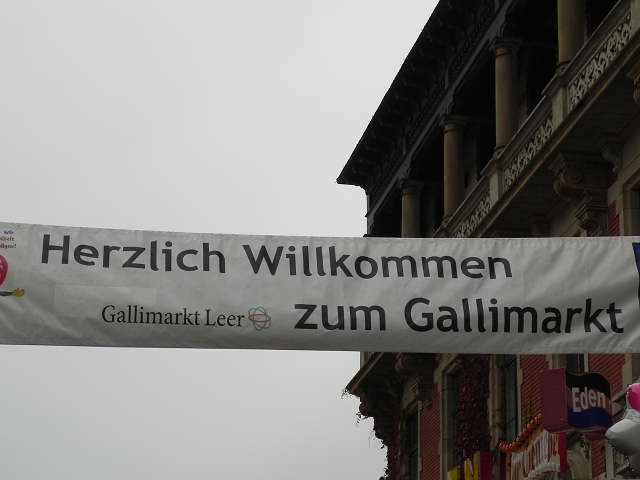 Herzlich Willkommen
Gallimarkt Leer
zum Gallimarkt
Eden